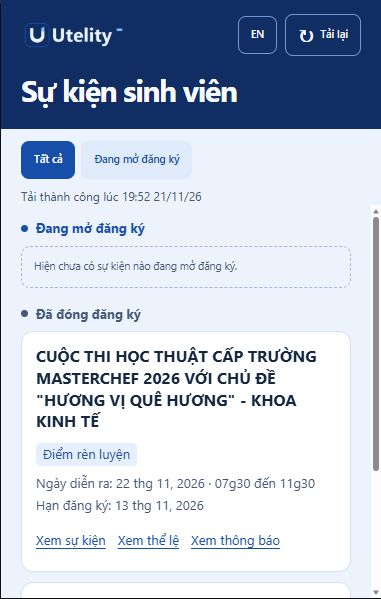 Utelity
EN
Tải lại
Sự kiện sinh viên
Tất cả
Đang mở đăng ký
Tải thành công lúc 19:52 21/11/26
Đang mở đăng ký
Hiện chưa có sự kiện nào đang mở đăng ký.
Đã đóng đăng ký
CUỘC THI HỌC THUẬT CẤP TRƯỜNG
MASTERCHEF 2026 VỚI CHỦ ĐỀ
"HƯƠNG VỊ QUÊ HƯƠNG" - KHOA
KINH TẾ
Điểm rèn luyện
Ngày diễn ra: 22 thg 11, 2026 · 07g30 đến 11g30
Hạn đăng ký: 13 thg 11, 2026
Xem sự kiện Xem thể lệ Xem thông báo